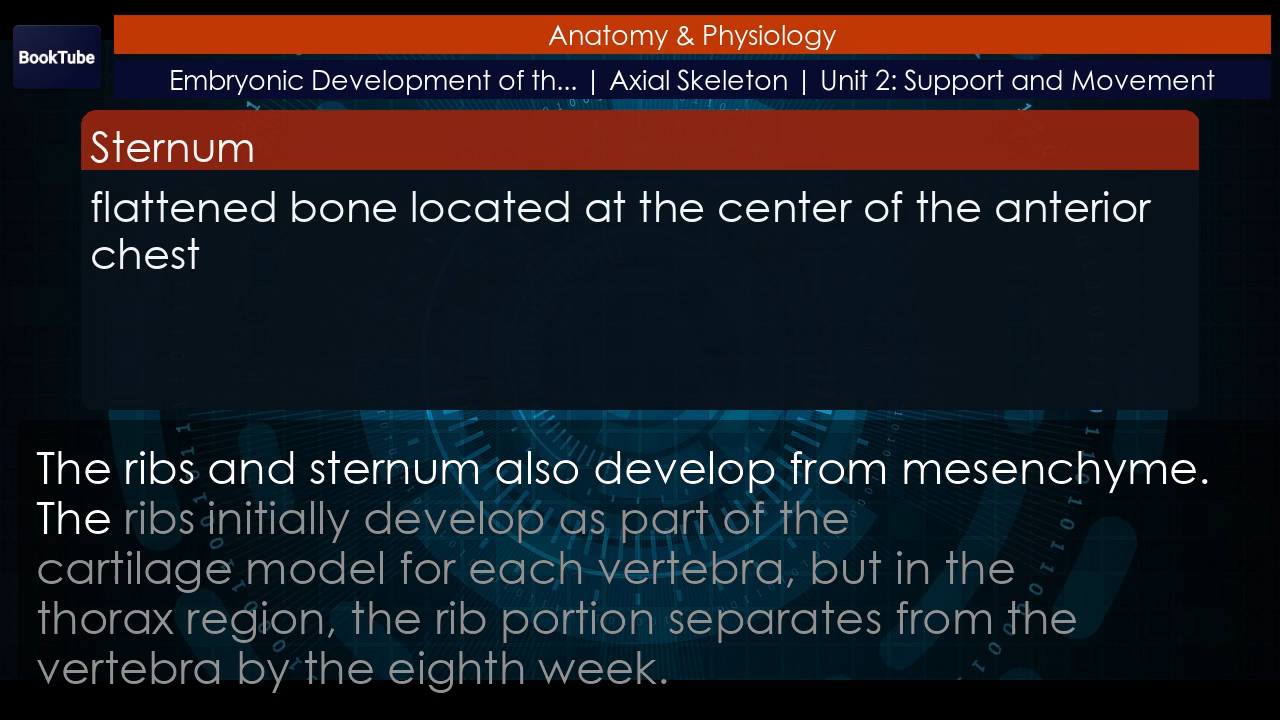 BookTube
Anatomy & Physiology
Embryonic Development of th... | Axial Skeleton | Unit 2: Support and Movement
Sternum
flattened bone located at the center of the anterior
chest
The ribs and sternum also develop from mesenchyme.
The ribs initially develop as part of the
cartilage model for each vertebra, but in the
thorax region, the rib portion separates from the
vertebra by the eighth week.